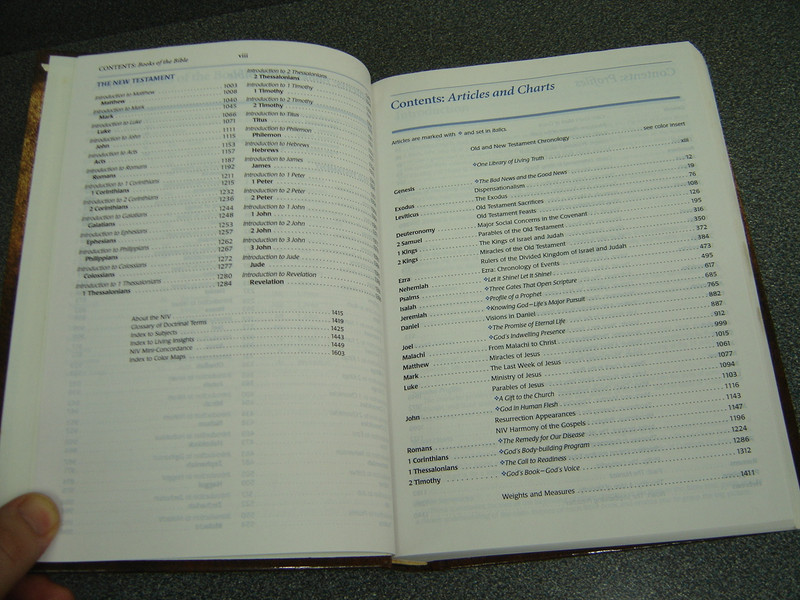 CONTENTS: Books of the Bible viii
THE NEW TESTAMENT
Introduction to Matthew 1003
Matthew 1008
Introduction to Mark 1040
Mark 1045
Introduction to Luke 1066
Luke 1071
Introduction to John 1111
John 1115
Introduction to Acts 1153
Acts 1157
Introduction to Romans 1187
Romans 1192
Introduction to 1 Corinthians 1211
1 Corinthians 1215
Introduction to 2 Corinthians 1232
2 Corinthians 1236
Introduction to Galatians 1244
Galatians 1248
Introduction to Ephesians 1253
Ephesians 1257
Introduction to Philippians 1262
Philippians 1267
Introduction to Colossians 1272
Colossians 1277
Introduction to 1 Thessalonians 1280
1 Thessalonians 1284
Introduction to 2 Thessalonians
2 Thessalonians
Introduction to 1 Timothy
1 Timothy
Introduction to 2 Timothy
2 Timothy
Introduction to Titus
Titus
Introduction to Philemon
Philemon
Introduction to Hebrews
Hebrews
Introduction to James
James
Introduction to 1 Peter
1 Peter
Introduction to 2 Peter
2 Peter
Introduction to 1 John
1 John
Introduction to 2 John
2 John
Introduction to 3 John
3 John
Introduction to Jude
Jude
Introduction to Revelation
Revelation
About the NIV 1415
Glossary of Doctrinal Terms 1419
Index to Subjects 1425
Index to Living Insights 1443
NIV Mini-Concordance 1449
Index to Color Maps 1603
Contents: Articles and Charts
Articles are marked with ❖ and set in italics.
Old and New Testament Chronology see color insert
❖One Library of Living Truth xiii
Genesis ❖The Bad News and the Good News 12
Dispensationalism 19
Exodus The Exodus 76
Leviticus Old Testament Sacrifices 108
Old Testament Feasts 126
Deuteronomy Major Social Concerns in the Covenant 195
2 Samuel Parables of the Old Testament 316
1 Kings The Kings of Israel and Judah 350
2 Kings Miracles of the Old Testament 372
Rulers of the Divided Kingdom of Israel and Judah 384
Ezra Ezra: Chronology of Events 473
Nehemiah ❖Let It Shine! Let It Shine! 495
Psalms ❖Three Gates That Open Scripture 617
Isaiah ❖Profile of a Prophet 685
Jeremiah ❖Knowing God—Life's Major Pursuit 765
Daniel Visions in Daniel 882
❖The Promise of Eternal Life 887
Joel ❖God's Indwelling Presence 912
Malachi From Malachi to Christ 999
Matthew Miracles of Jesus 1015
Mark The Last Week of Jesus 1061
Luke Ministry of Jesus 1077
Parables of Jesus 1094
❖A Gift to the Church 1103
John ❖God in Human Flesh 1116
Resurrection Appearances 1143
NIV Harmony of the Gospels 1147
Romans ❖The Remedy for Our Disease 1196
1 Corinthians ❖God's Body-building Program 1224
1 Thessalonians ❖The Call to Readiness 1286
2 Timothy ❖God's Book—God's Voice 1312
Weights and Measures 1411